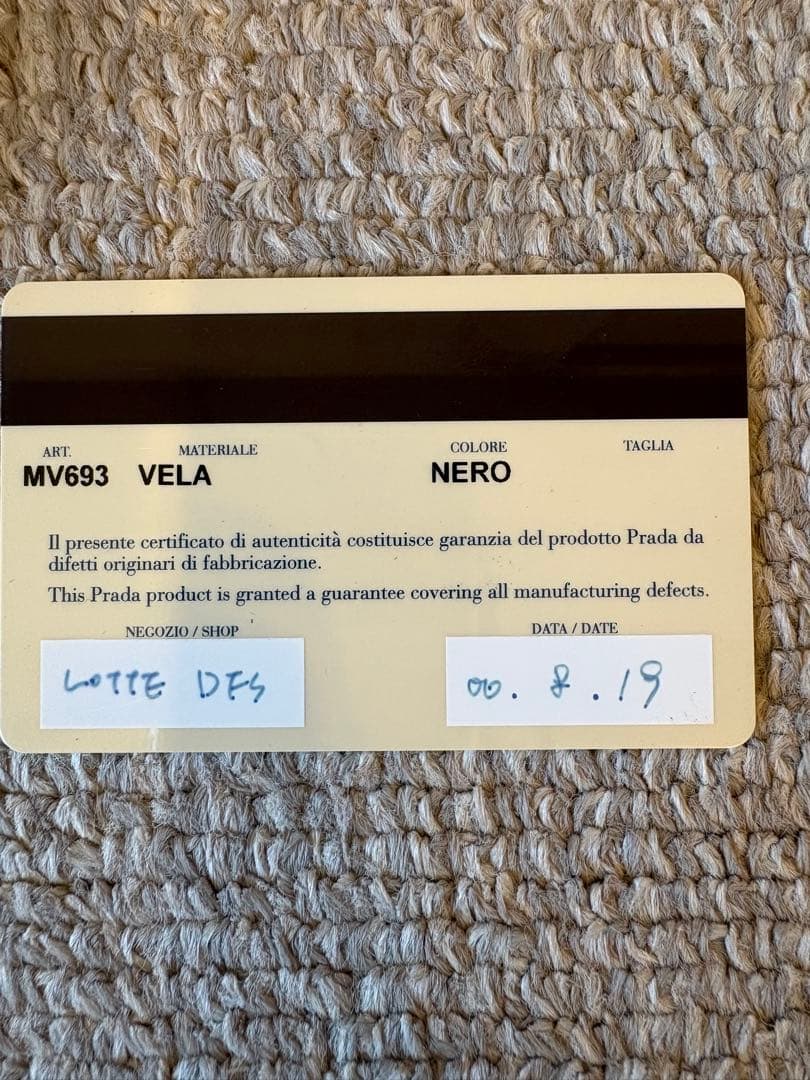 ART. MATERIALE COLORE TAGLIA
MV693 VELA NERO
Il presente certificato di autenticità costituisce garanzia del prodotto Prada da
difetti originari di fabbricazione.
This Prada product is granted a guarantee covering all manufacturing defects.
NEGOZIO / SHOP DATA / DATE
LOTTE DFS 00. 8. 19